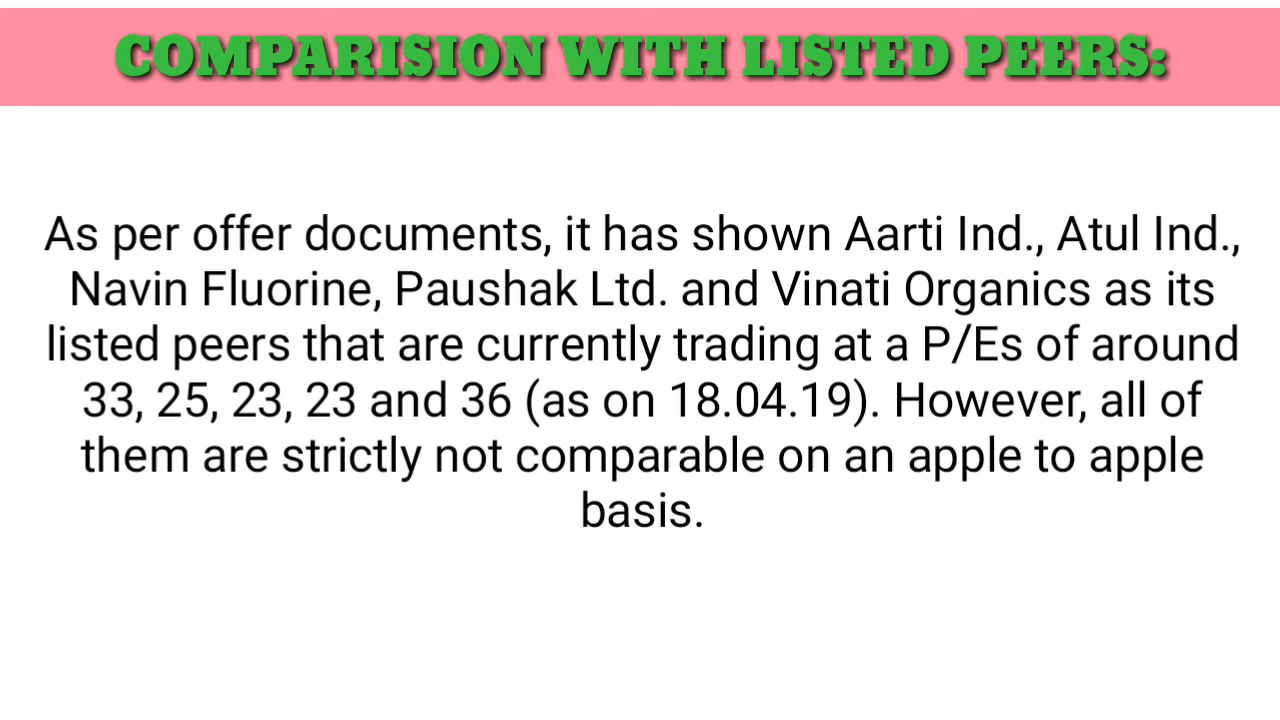 COMPARISION WITH LISTED PEERS:
As per offer documents, it has shown Aarti Ind., Atul Ind.,
Navin Fluorine, Paushak Ltd. and Vinati Organics as its
listed peers that are currently trading at a P/Es of around
33, 25, 23, 23 and 36 (as on 18.04.19). However, all of
them are strictly not comparable on an apple to apple
basis.